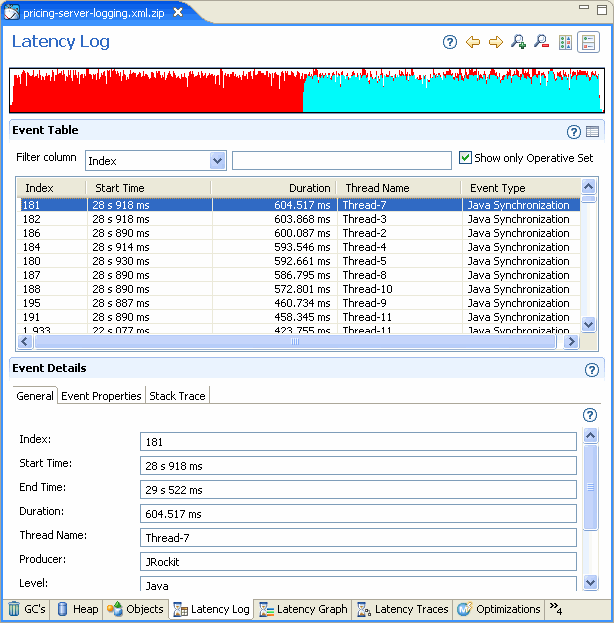 pricing-server-logging.xml.zip
Latency Log
Event Table
Filter column Index Show only Operative Set
Index Start Time Duration Thread Name Event Type
181 28 s 918 ms 604.517 ms Thread-7 Java Synchronization
182 28 s 918 ms 603.868 ms Thread-3 Java Synchronization
186 28 s 890 ms 600.087 ms Thread-2 Java Synchronization
184 28 s 914 ms 593.546 ms Thread-4 Java Synchronization
180 28 s 930 ms 592.661 ms Thread-5 Java Synchronization
187 28 s 890 ms 586.795 ms Thread-8 Java Synchronization
188 28 s 890 ms 572.801 ms Thread-10 Java Synchronization
195 28 s 887 ms 460.734 ms Thread-9 Java Synchronization
191 28 s 890 ms 458.345 ms Thread-11 Java Synchronization
1 933 22 s 077 ms 423.755 ms Thread-11 Java Synchronization
Event Details
General Event Properties Stack Trace
Index: 181
Start Time: 28 s 918 ms
End Time: 29 s 522 ms
Duration: 604.517 ms
Thread Name: Thread-7
Producer: JRockit
Level: Java
GC's Heap Objects Latency Log Latency Graph Latency Traces Optimizations »4